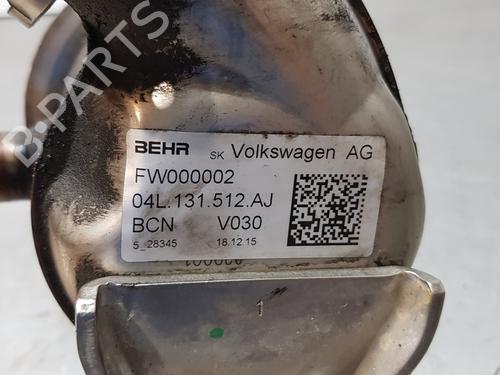 B-PARTS
BEHR SK Volkswagen AG
FW000002
04L.131.512.AJ
BCN V030
5_28345 18.12.15
1